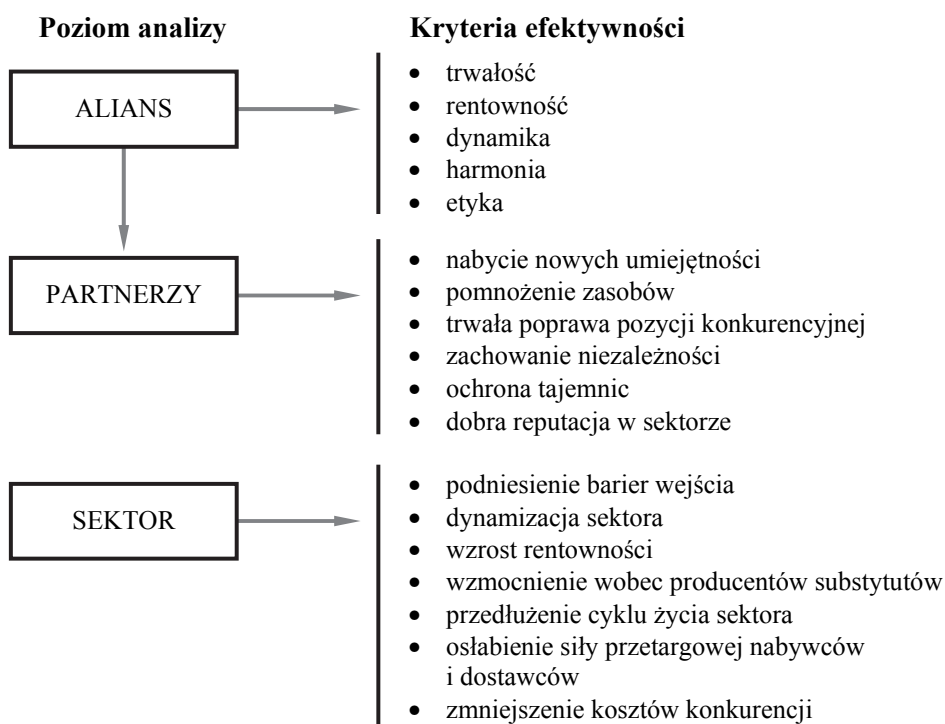 Poziom analizy
Kryteria efektywności
ALIANS
• trwałość
• rentowność
• dynamika
• harmonia
• etyka
PARTNERZY
• nabycie nowych umiejętności
• pomnożenie zasobów
• trwała poprawa pozycji konkurencyjnej
• zachowanie niezależności
• ochrona tajemnic
• dobra reputacja w sektorze
SEKTOR
• podniesienie barier wejścia
• dynamizacja sektora
• wzrost rentowności
• wzmocnienie wobec producentów substytutów
• przedłużenie cyklu życia sektora
• osłabienie siły przetargowej nabywców
i dostawców
• zmniejszenie kosztów konkurencji